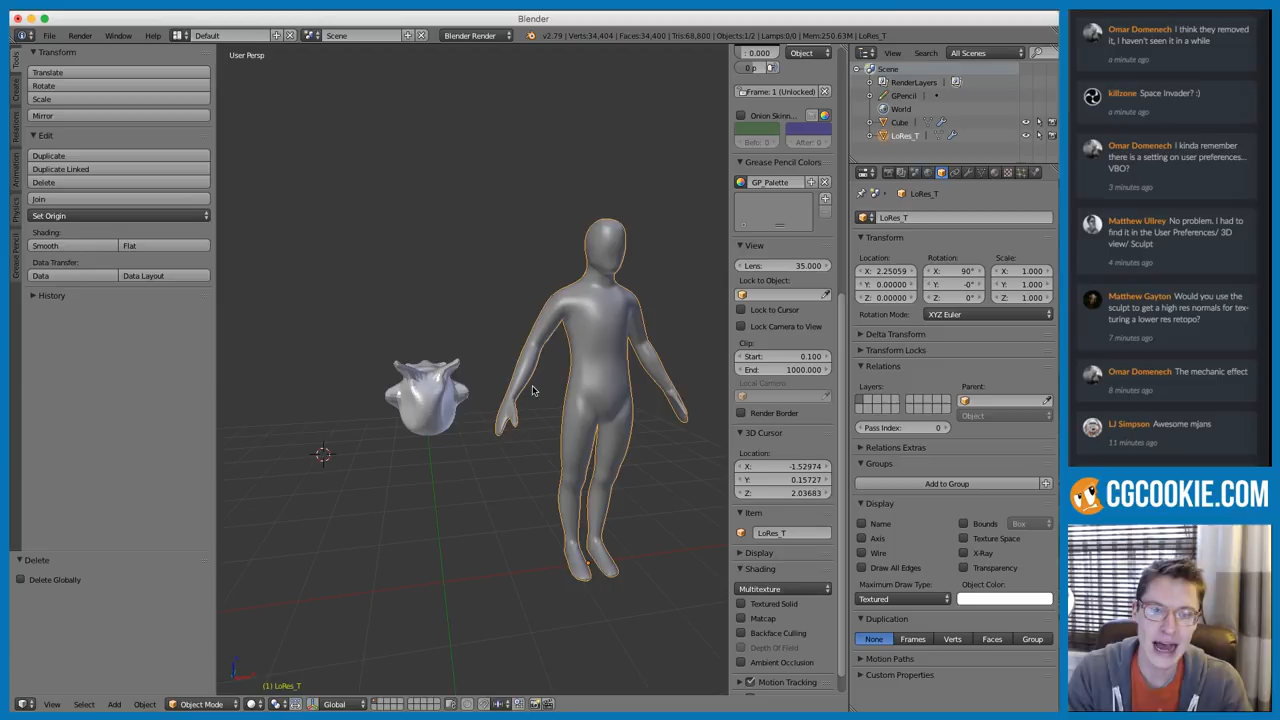 Blender
File
Render
Window
Help
Default
Scene
Blender Render
v2.79 | Verts:34,404 | Faces:34,400 | Tris:68,800 | Objects:1/2 | Lamps:0/0 | Mem:250.63M | LoRes_T
Transform
Translate
Rotate
Scale
Mirror
Edit
Duplicate
Duplicate Linked
Delete
Join
Set Origin
Shading:
Smooth
Flat
Data Transfer:
Data
Data Layout
History
Delete
Delete Globally
Tools
Create
Relations
Animation
Physics
Grease Pencil
User Persp
(1) LoRes_T
View
Select
Add
Object
Object Mode
Global
: 0.000
Object
0 p
Frame: 1 (Unlocked)
Onion Skinn..
Befo: 0
After: 0
Grease Pencil Colors
GP_Palette
View
Lens: 35.000
Lock to Object:
Lock to Cursor
Lock Camera to View
Clip:
Start: 0.100
End: 1000.000
Local Camera:
Render Border
3D Cursor
Location:
X: -1.52974
Y: 0.15727
Z: 2.03683
Item
LoRes_T
Display
Shading
Multitexture
Textured Solid
Matcap
Backface Culling
Depth Of Field
Ambient Occlusion
Motion Tracking
View
Search
All Scenes
Scene
RenderLayers
GPencil
World
Cube
LoRes_T
LoRes_T
LoRes_T
Transform
Location:
Rotation:
Scale:
X: 2.25059
X: 90°
X: 1.000
Y: 0.00000
Y: -0°
Y: 1.000
Z: 0.00000
Z: 0°
Z: 1.000
Rotation Mode:
XYZ Euler
Delta Transform
Transform Locks
Relations
Layers:
Parent:
Object
Pass Index: 0
Relations Extras
Groups
Add to Group
Display
Name
Bounds
Box
Axis
Texture Space
Wire
X-Ray
Draw All Edges
Transparency
Maximum Draw Type:
Object Color:
Textured
Duplication
None
Frames
Verts
Faces
Group
Motion Paths
Custom Properties
Omar Domenech I think they removed
it, I haven't seen it in a while
a minute ago
killzone Space Invader? :)
a minute ago
Omar Domenech I kinda remember
there is a setting on user preferences...
VBO?
3 minutes ago
Matthew Ullrey No problem. I had to
find it in the User Preferences/ 3D
view/ Sculpt
4 minutes ago
Matthew Gayton Would you use the
sculpt to get a high res normals for tex-
turing a lower res retopo?
7 minutes ago
Omar Domenech The mechanic effect
8 minutes ago
LJ Simpson Awesome mjans
11 minutes ago
CGCOOKIE.COM